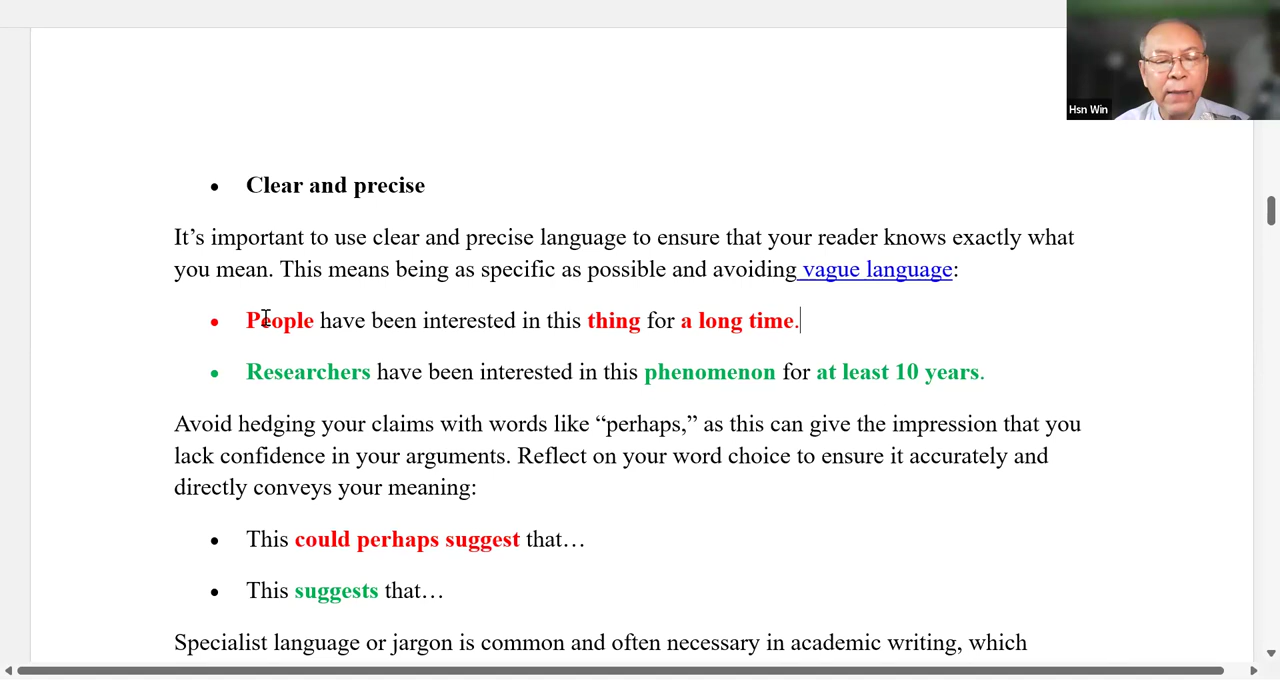 Hsn Win
• Clear and precise
It’s important to use clear and precise language to ensure that your reader knows exactly what
you mean. This means being as specific as possible and avoiding vague language:
• People have been interested in this thing for a long time.
• Researchers have been interested in this phenomenon for at least 10 years.
Avoid hedging your claims with words like “perhaps,” as this can give the impression that you
lack confidence in your arguments. Reflect on your word choice to ensure it accurately and
directly conveys your meaning:
• This could perhaps suggest that…
• This suggests that…
Specialist language or jargon is common and often necessary in academic writing, which